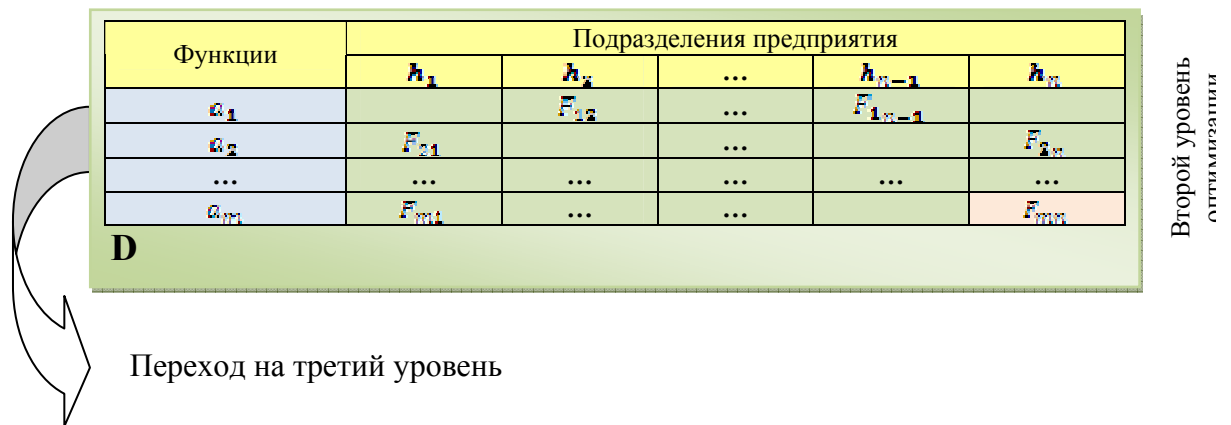 Функции Подразделения предприятия
h₁ h₂ ... hₙ₋₁ hₙ
a₁ F₁₂ ... F₁ₙ₋₁
a₂ F₂₁ ... F₂ₙ
... ... ... ... ... ...
aₘ Fₘ₁ ... ... Fₘₙ
D
Второй уровень
оптимизации
Переход на третий уровень